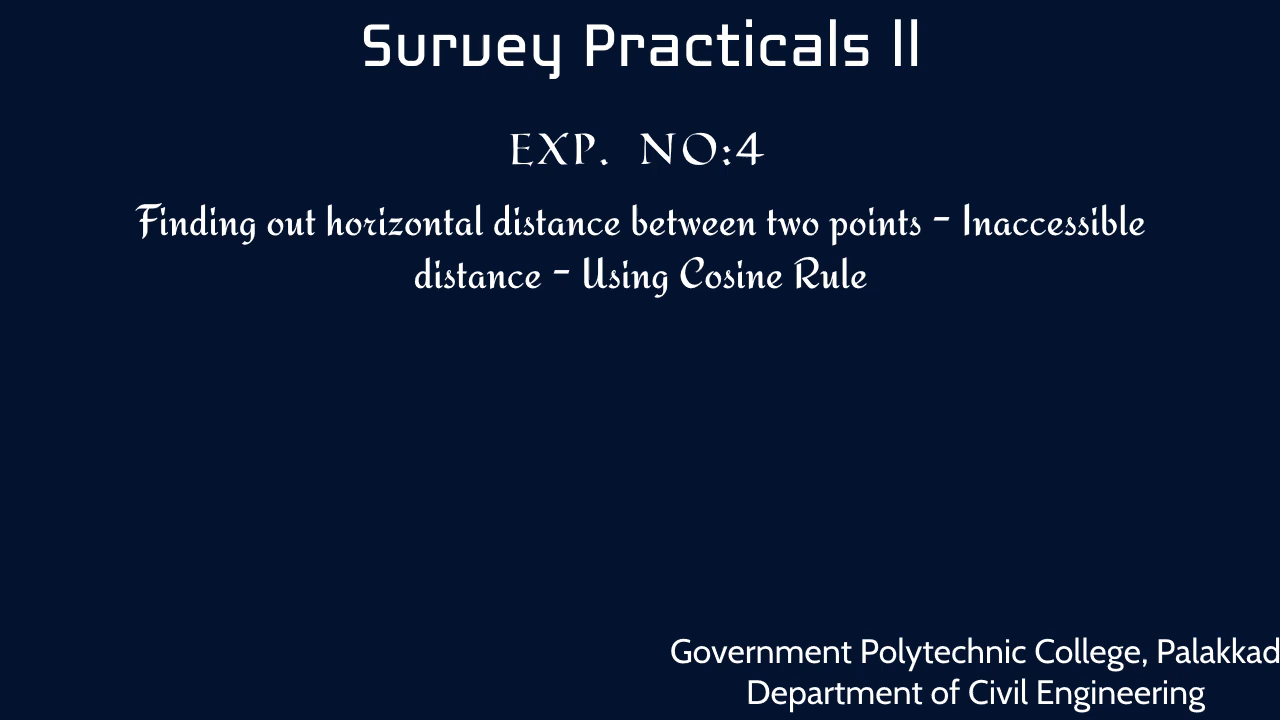 Survey Practicals II
EXP. NO:4
Finding out horizontal distance between two points - Inaccessible
distance - Using Cosine Rule
Government Polytechnic College, Palakkad
Department of Civil Engineering